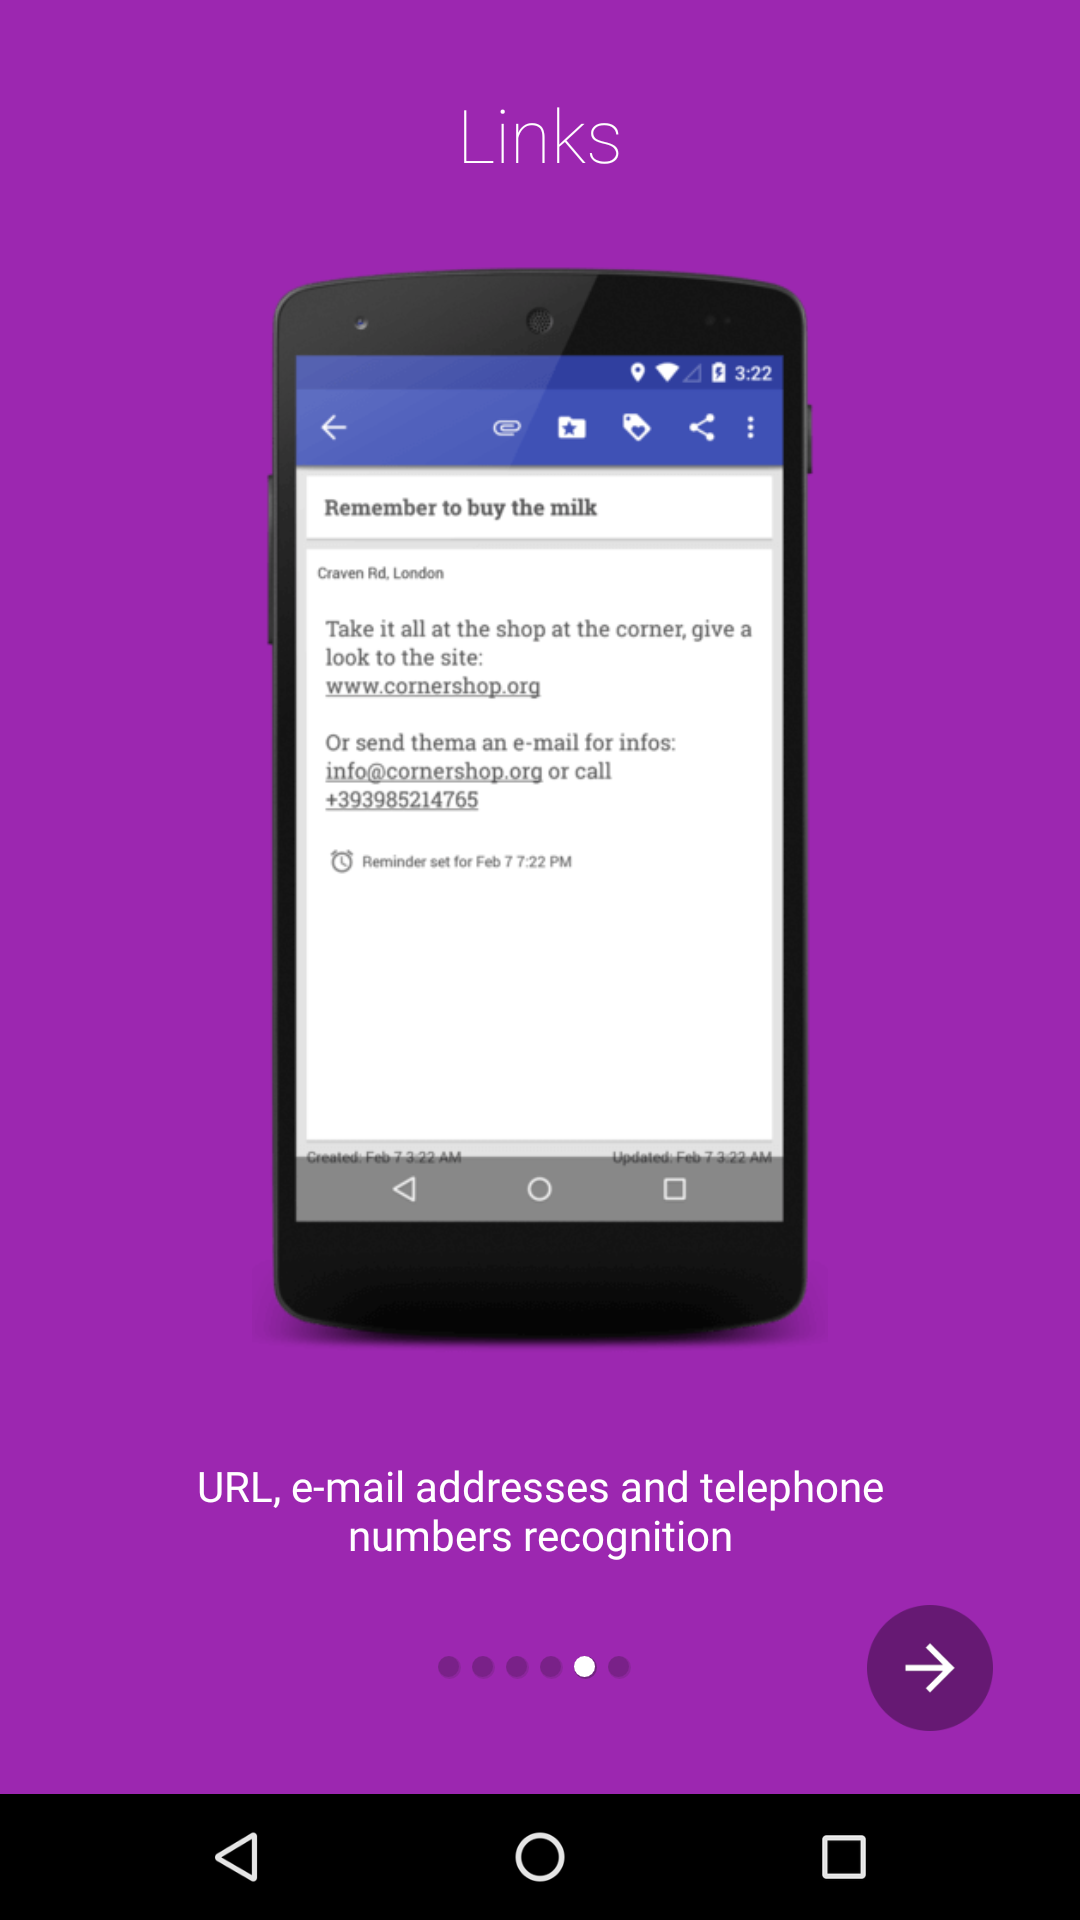 Links
3:22
Remember to buy the milk
Craven Rd, London
Take it all at the shop at the corner, give a
look to the site:
www.cornershop.org
Or send thema an e-mail for infos:
info@cornershop.org or call
+393985214765
Reminder set for Feb 7 7:22 PM
Created: Feb 7 3:22 AM
Updated: Feb 7 3:22 AM
URL, e-mail addresses and telephone
numbers recognition